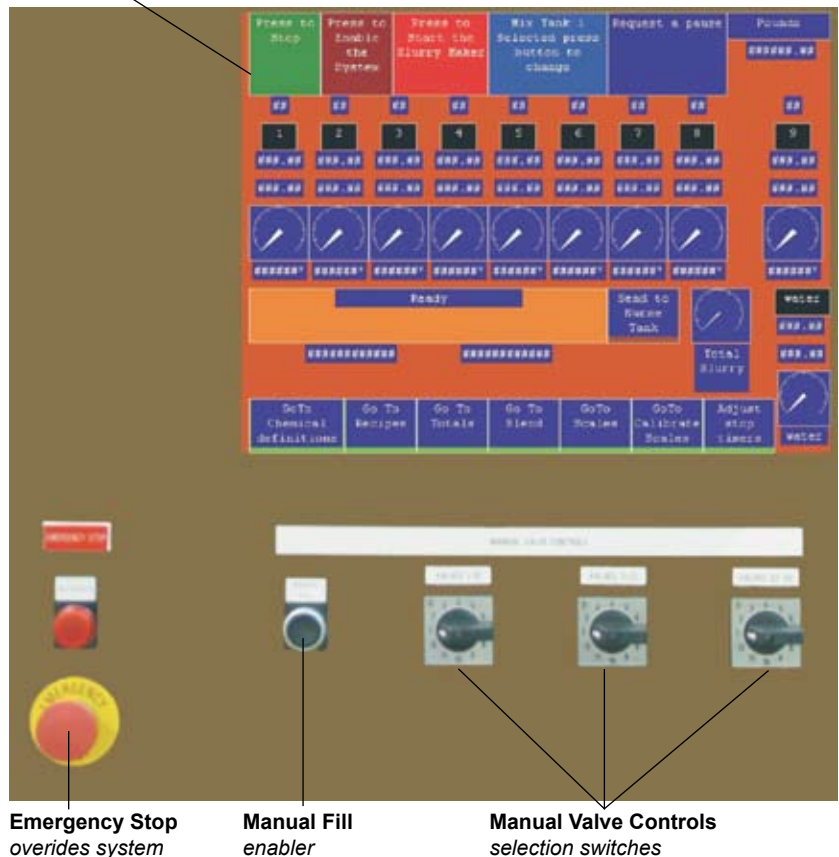 Press to
Stop
Press to
Enable
the
System
Press to
Start the
Slurry Maker
Mix Tank 1
Selected press
button to
change
Request a pause
Pounds
######.##
## ## ## ## ## ## ## ## ##
1 2 3 4 5 6 7 8 9
###.## ###.## ###.## ###.## ###.## ###.## ###.## ###.## ###.##
###.## ###.## ###.## ###.## ###.## ###.## ###.## ###.## ###.##
######" ######" ######" ######" ######" ######" ######" ######" ######"
Ready
Send to
Nurse
Tank
Total
Slurry
water
###.##
###.##
water
############ ############
GoTo
Chemical
definitions
Go To
Recipes
Go To
Totals
Go To
Blend
GoTo
Scales
GoTo
Calibrate
Scales
Adjust
stop
timers
EMERGENCY STOP
MANUAL VALVE CONTROLS
EMERGENCY
Emergency Stop
overides system
Manual Fill
enabler
Manual Valve Controls
selection switches